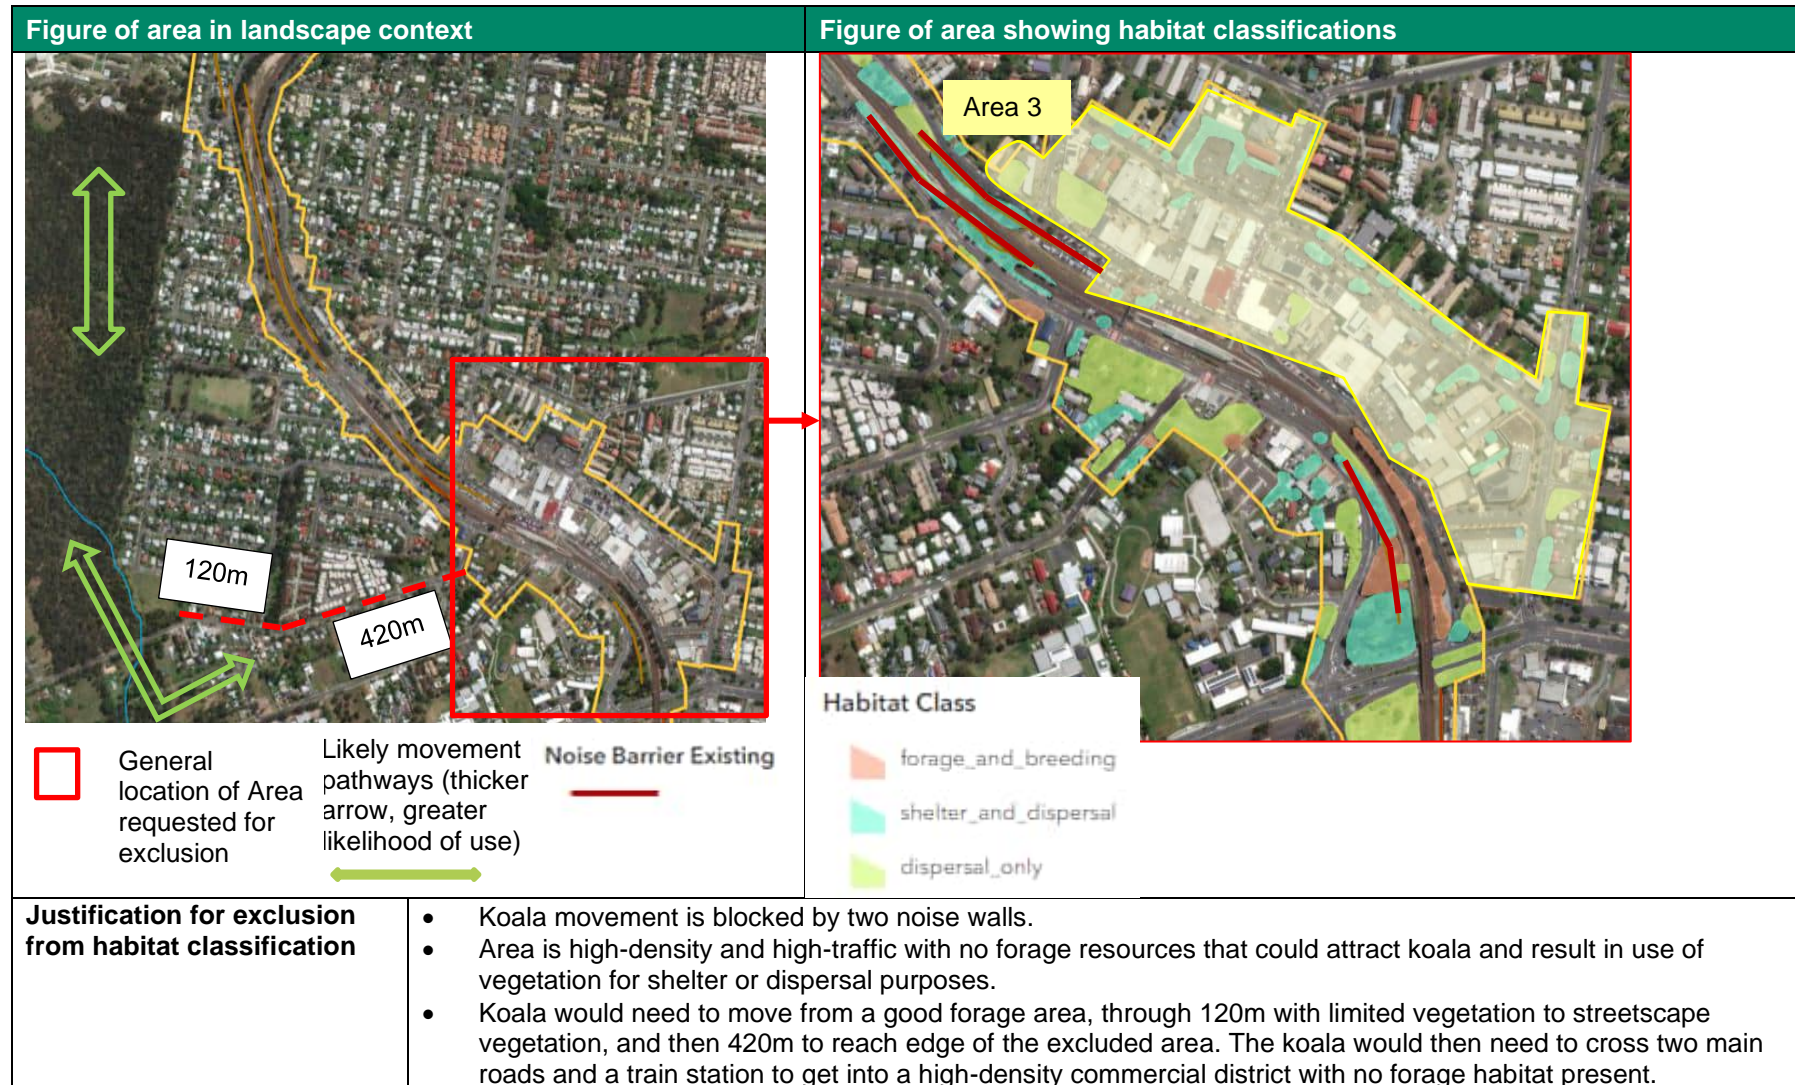 Figure of area in landscape context
Figure of area showing habitat classifications
120m
420m
Area 3
General
location of Area
requested for
exclusion
Likely movement
pathways (thicker
arrow, greater
likelihood of use)
Noise Barrier Existing
Habitat Class
forage_and_breeding
shelter_and_dispersal
dispersal_only
Justification for exclusion
from habitat classification
• Koala movement is blocked by two noise walls.
• Area is high-density and high-traffic with no forage resources that could attract koala and result in use of
vegetation for shelter or dispersal purposes.
• Koala would need to move from a good forage area, through 120m with limited vegetation to streetscape
vegetation, and then 420m to reach edge of the excluded area. The koala would then need to cross two main
roads and a train station to get into a high-density commercial district with no forage habitat present.